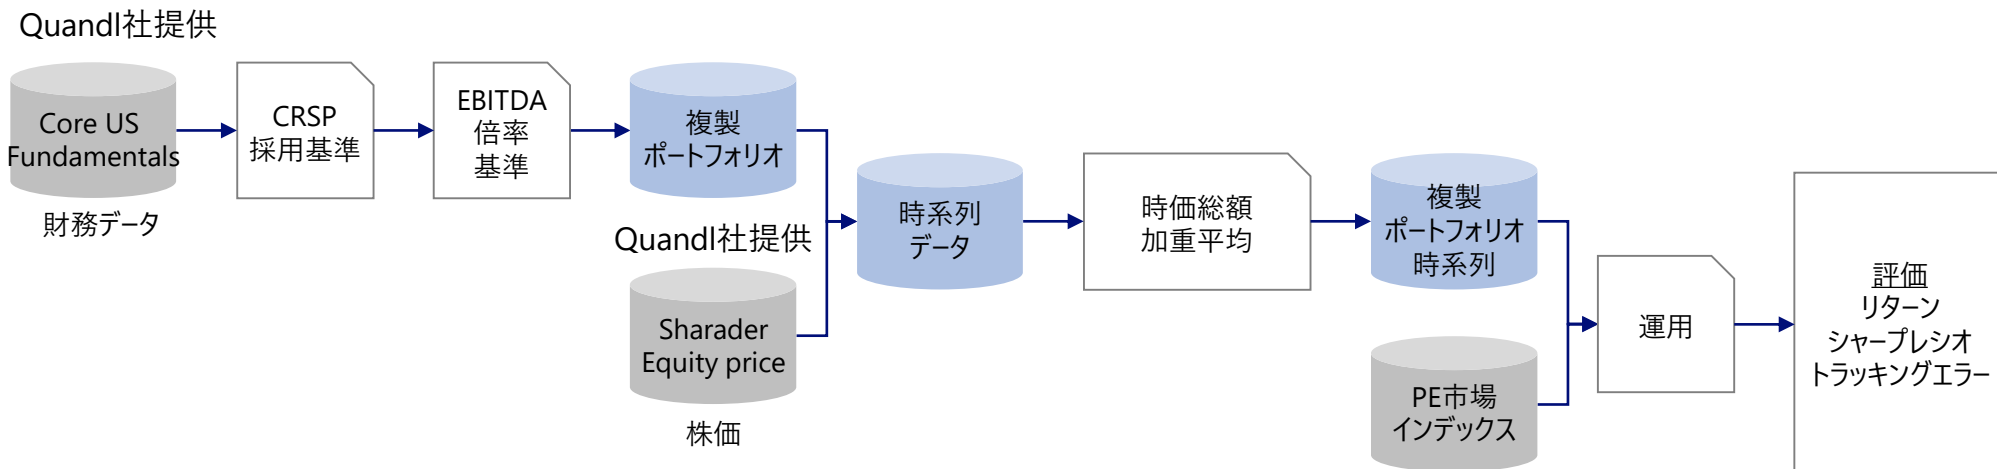 Quandl社提供
Core US
Fundamentals
財務データ
CRSP
採用基準
EBITDA
倍率
基準
複製
ポートフォリオ
Quandl社提供
Sharader
Equity price
株価
時系列
データ
時価総額
加重平均
複製
ポートフォリオ
時系列
PE市場
インデックス
運用
評価
リターン
シャープレシオ
トラッキングエラー